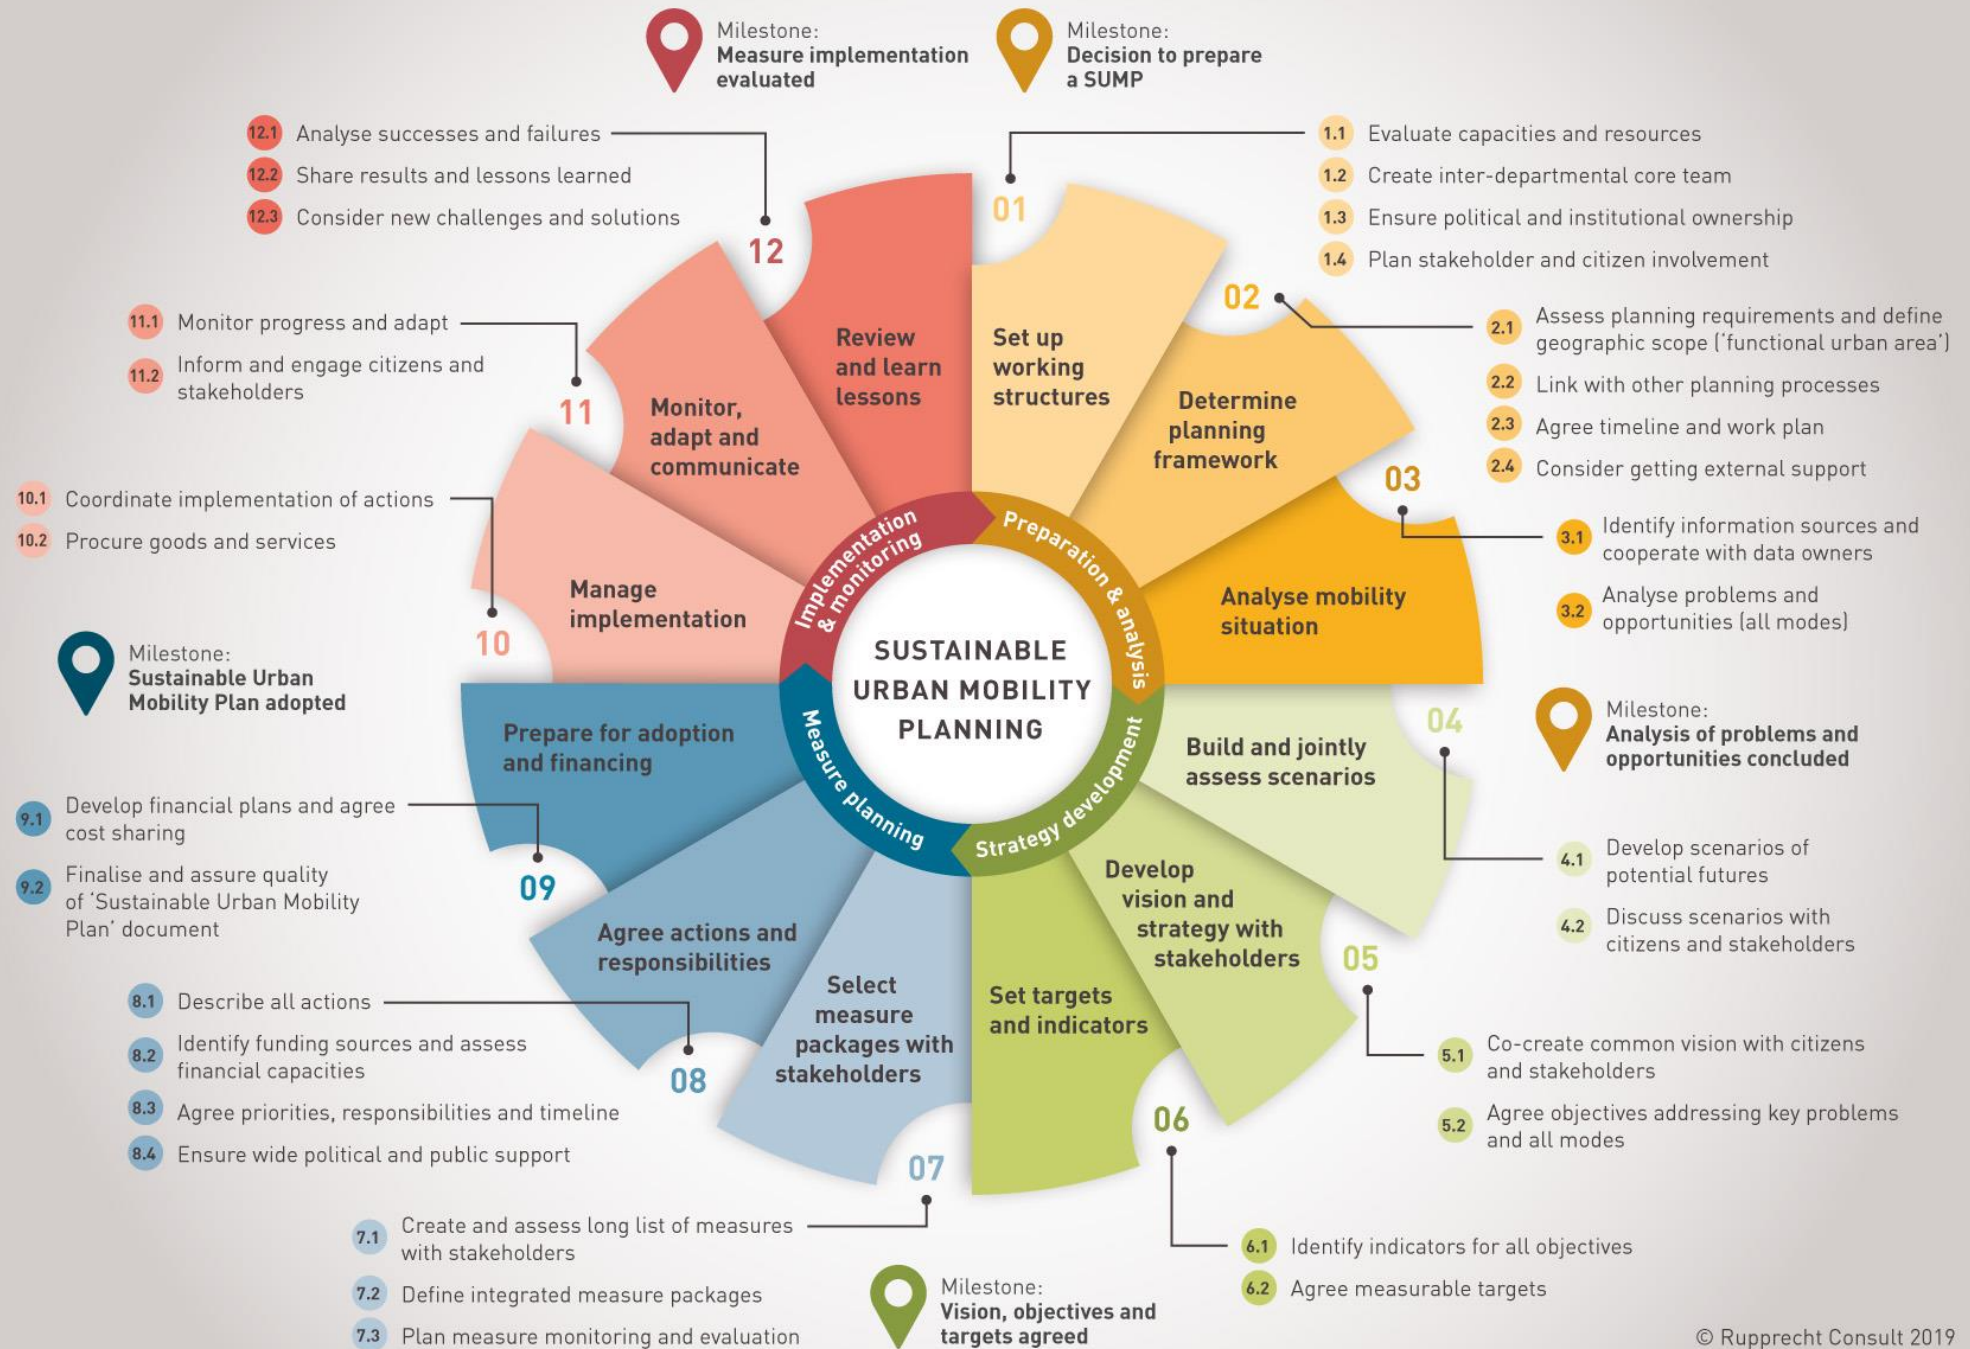 Milestone:
Measure implementation
evaluated
Milestone:
Decision to prepare
a SUMP
12.1 Analyse successes and failures
12.2 Share results and lessons learned
12.3 Consider new challenges and solutions
1.1 Evaluate capacities and resources
1.2 Create inter-departmental core team
1.3 Ensure political and institutional ownership
1.4 Plan stakeholder and citizen involvement
01
12
02
2.1 Assess planning requirements and define
geographic scope (‘functional urban area’)
2.2 Link with other planning processes
2.3 Agree timeline and work plan
2.4 Consider getting external support
11.1 Monitor progress and adapt
11.2 Inform and engage citizens and
stakeholders
11
Review
and learn
lessons
Set up
working
structures
Monitor,
adapt and
communicate
Determine
planning
framework
03
3.1 Identify information sources and
cooperate with data owners
3.2 Analyse problems and
opportunities (all modes)
10.1 Coordinate implementation of actions
10.2 Procure goods and services
Manage
implementation
10
Analyse mobility
situation
Implementation
& monitoring
Preparation & analysis
SUSTAINABLE
URBAN MOBILITY
PLANNING
Measure planning
Strategy development
Milestone:
Sustainable Urban
Mobility Plan adopted
Milestone:
Analysis of problems and
opportunities concluded
04
Prepare for adoption
and financing
Build and jointly
assess scenarios
9.1 Develop financial plans and agree
cost sharing
9.2 Finalise and assure quality
of ‘Sustainable Urban Mobility
Plan’ document
09
4.1 Develop scenarios of
potential futures
4.2 Discuss scenarios with
citizens and stakeholders
Agree actions and
responsibilities
Develop
vision and
strategy with
stakeholders
05
Select
measure
packages with
stakeholders
Set targets
and indicators
8.1 Describe all actions
8.2 Identify funding sources and assess
financial capacities
8.3 Agree priorities, responsibilities and timeline
8.4 Ensure wide political and public support
08
5.1 Co-create common vision with citizens
and stakeholders
5.2 Agree objectives addressing key problems
and all modes
06
07
7.1 Create and assess long list of measures
with stakeholders
7.2 Define integrated measure packages
7.3 Plan measure monitoring and evaluation
6.1 Identify indicators for all objectives
6.2 Agree measurable targets
Milestone:
Vision, objectives and
targets agreed
© Rupprecht Consult 2019